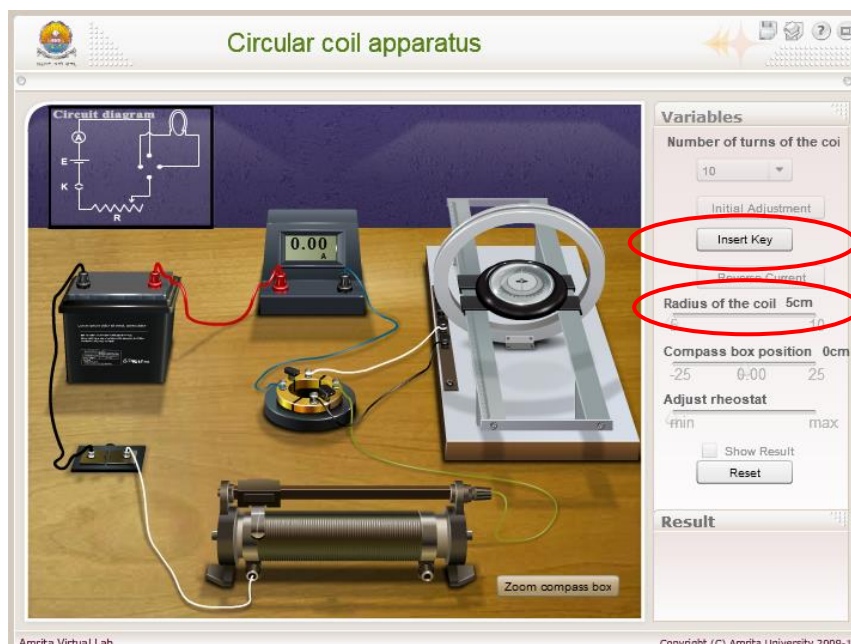 Circular coil apparatus
Circuit diagram
A
E
K
R
0.00
A
Zoom compass box
Variables
Number of turns of the coi
10
Initial Adjustment
Insert Key
Reverse Current
Radius of the coil 5cm
10
Compass box position 0cm
-25 0.00 25
Adjust rheostat
min max
Show Result
Reset
Result
Amrita Virtual Lab
Copyright (C) Amrita University 2009-1